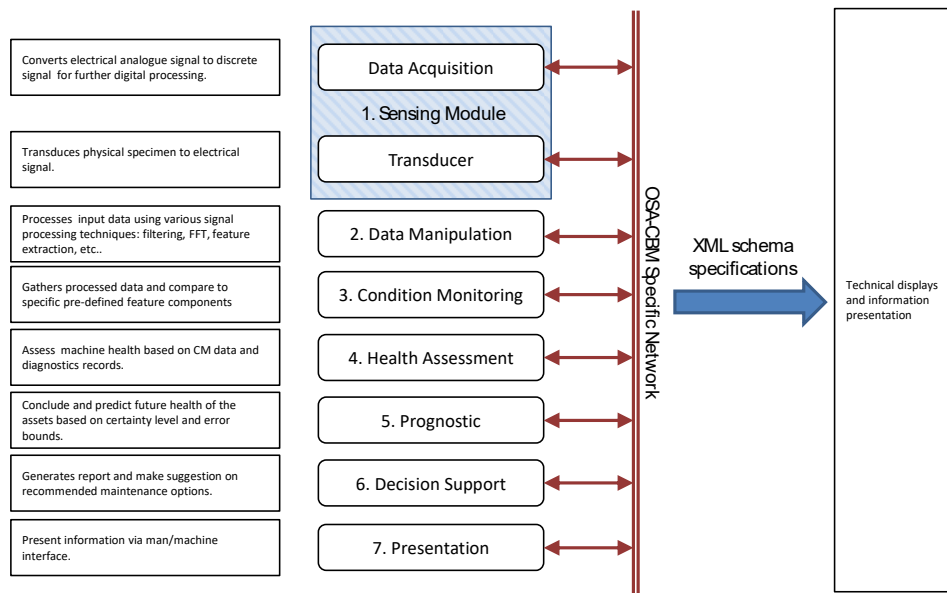 Converts electrical analogue signal to discrete
signal for further digital processing.
Data Acquisition
1. Sensing Module
Transduces physical specimen to electrical
signal.
Transducer
Processes input data using various signal
processing techniques: filtering, FFT, feature
extraction, etc..
2. Data Manipulation
Gathers processed data and compare to
specific pre-defined feature components
3. Condition Monitoring
Assess machine health based on CM data and
diagnostics records.
4. Health Assessment
Conclude and predict future health of the
assets based on certainty level and error
bounds.
5. Prognostic
Generates report and make suggestion on
recommended maintenance options.
6. Decision Support
Present information via man/machine
interface.
7. Presentation
OSA-CBM Specific Network
XML schema
specifications
Technical displays
and information
presentation